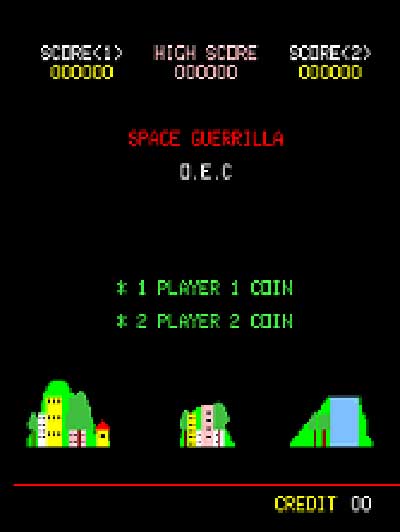 SCORE<1> HIGH SCORE SCORE<2>
000000 000000 000000
SPACE GUERRILLA
O.E.C
* 1 PLAYER 1 COIN
* 2 PLAYER 2 COIN
CREDIT 00